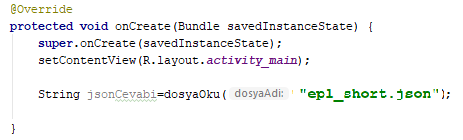 @Override
protected void onCreate(Bundle savedInstanceState) {
super.onCreate(savedInstanceState);
setContentView(R.layout.activity_main);
String jsonCevabi=dosyaOku( dosyaAdi: "epl_short.json");
}